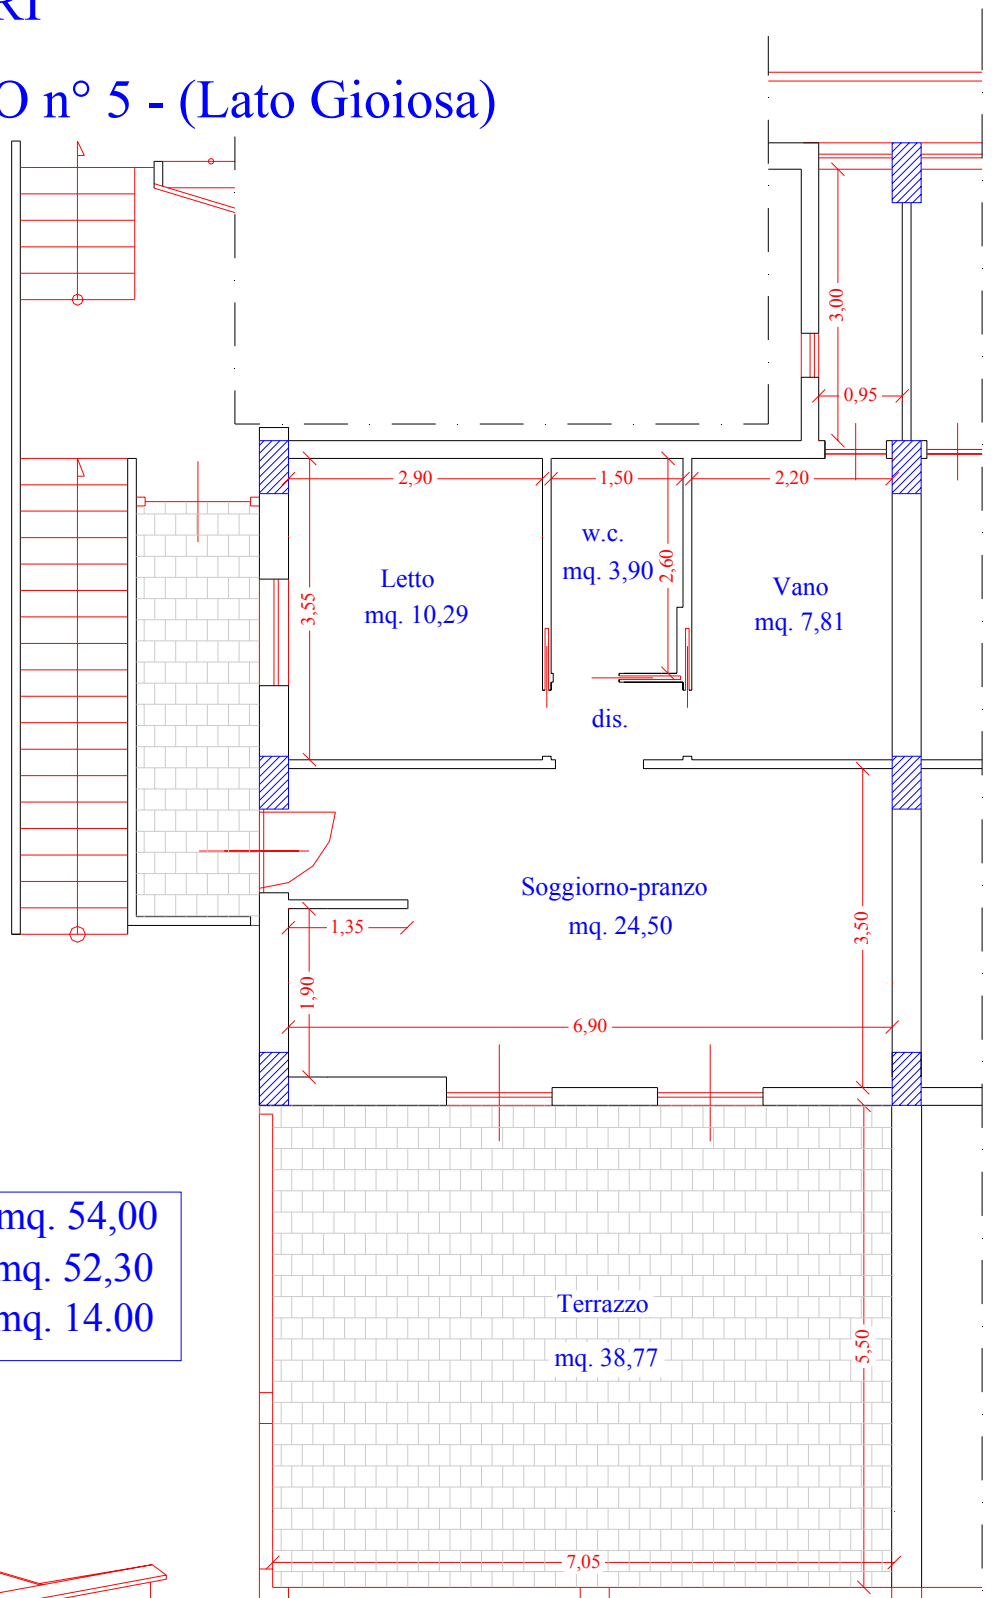 O n° 5 - (Lato Gioiosa)
3,00
0,95
2,90
1,50
2,20
w.c.
mq. 3,90
2,60
Letto
mq. 10,29
3,55
Vano
mq. 7,81
dis.
Soggiorno-pranzo
mq. 24,50
1,35
3,50
1,90
6,90
mq. 54,00
mq. 52,30
mq. 14.00
Terrazzo
mq. 38,77
5,50
7,05